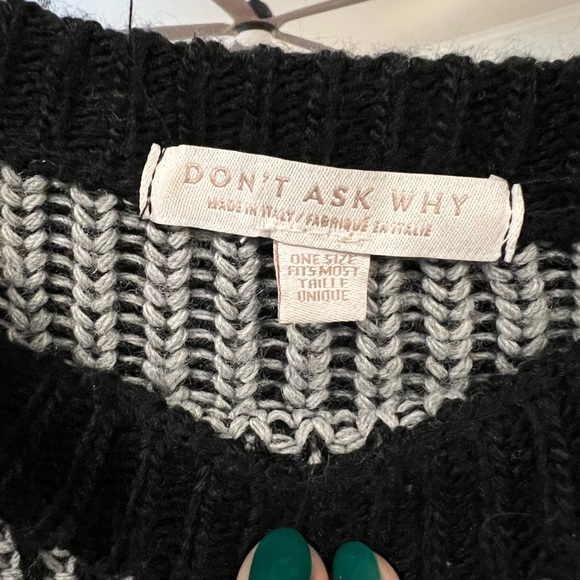 DON'T ASK WHY
MADE IN ITALY / FABRIQUÉ EN ITALIE
ONE SIZE
FITS MOST
TAILLE
UNIQUE